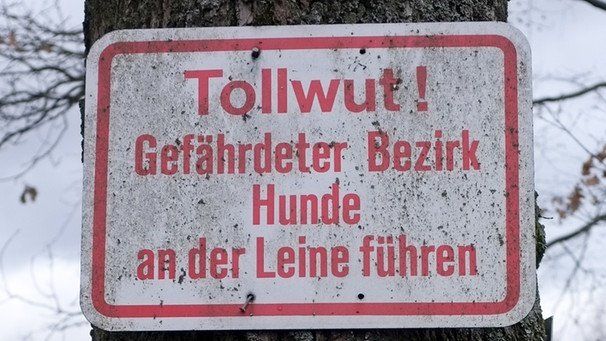 Tollwut !
Gefährdeter Bezirk
Hunde
an der Leine führen